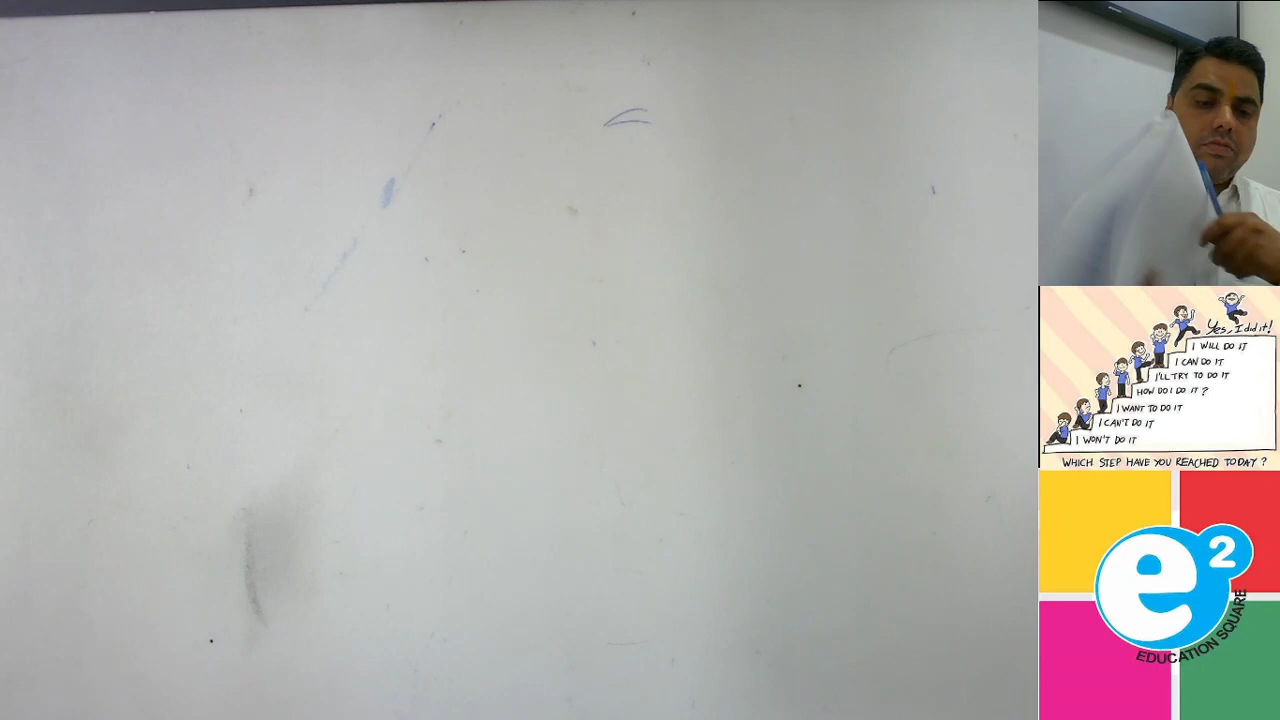 Yes, I did it!
I WILL DO IT
I CAN DO IT
I'LL TRY TO DO IT
HOW DO I DO IT?
I WANT TO DO IT
I CAN'T DO IT
I WON'T DO IT
WHICH STEP HAVE YOU REACHED TODAY?
e2
EDUCATION SQUARE